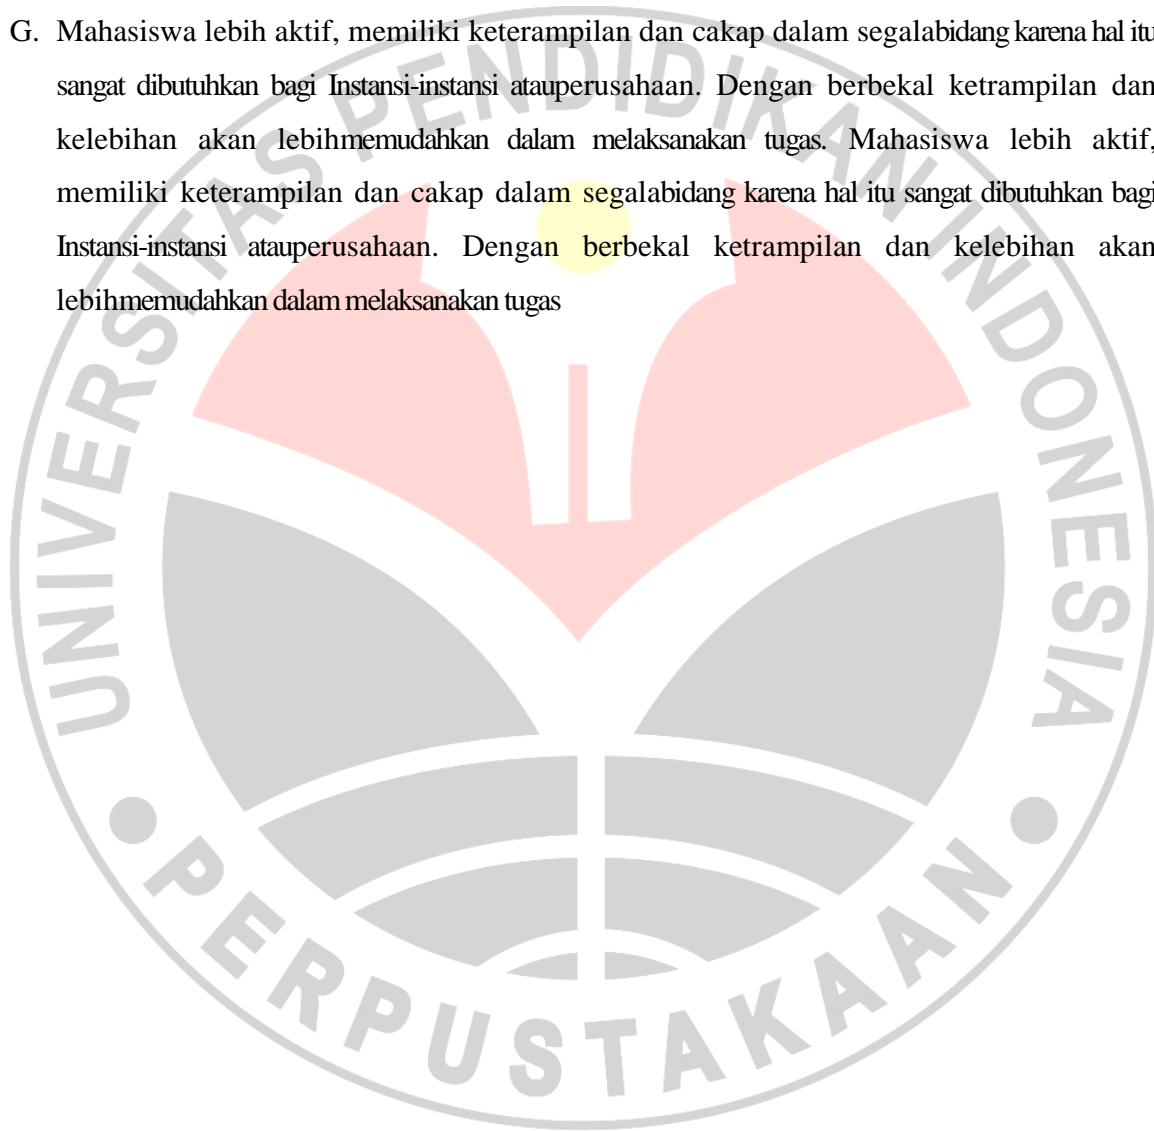 G. Mahasiswa lebih aktif, memiliki keterampilan dan cakap dalam segalabidang karena hal itu
sangat dibutuhkan bagi Instansi-instansi atauperusahaan. Dengan berbekal ketrampilan dan
kelebihan akan lebihmemudahkan dalam melaksanakan tugas. Mahasiswa lebih aktif,
memiliki keterampilan dan cakap dalam segalabidang karena hal itu sangat dibutuhkan bagi
Instansi-instansi atauperusahaan. Dengan berbekal ketrampilan dan kelebihan akan
lebihmemudahkan dalam melaksanakan tugas
UNIVERSITAS PENDIDIKAN INDONESIA
PERPUSTAKAAN